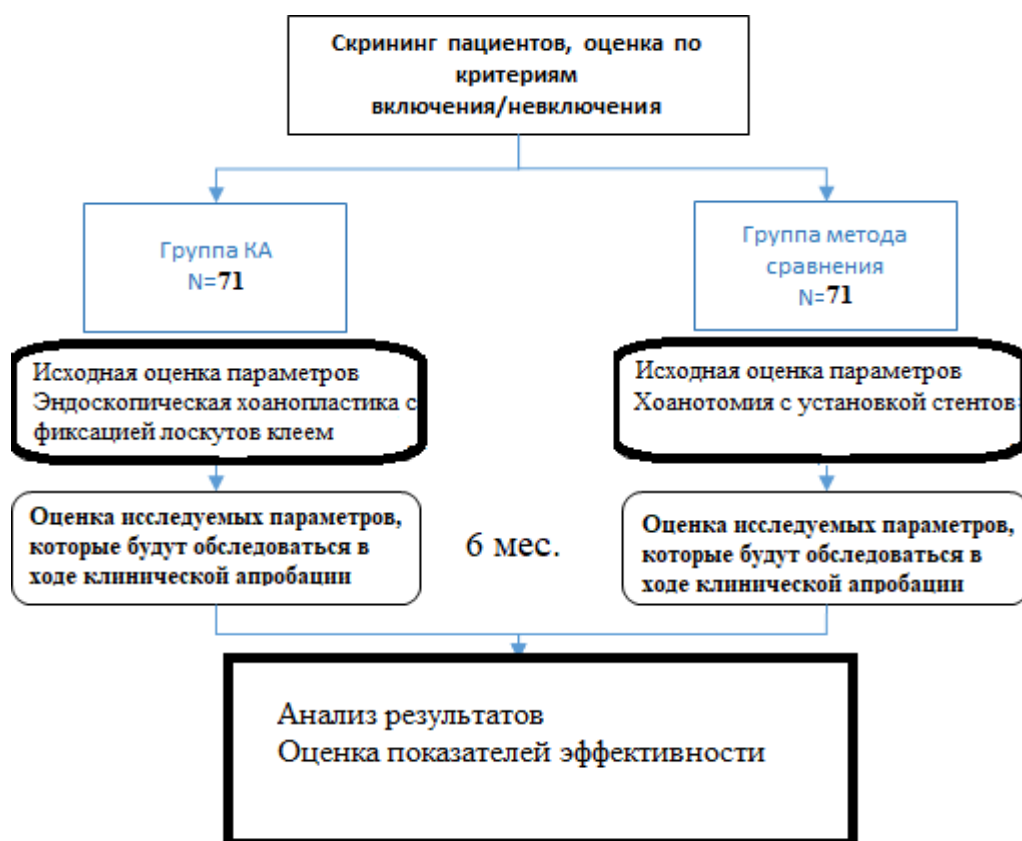 Скрининг пациентов, оценка по
критериям
включения/невключения
Группа КА
N=71
Группа метода
сравнения
N=71
Исходная оценка параметров
Эндоскопическая хоанопластика с
фиксацией лоскутов клеем
Исходная оценка параметров
Хоанотомия с установкой стентов
Оценка исследуемых параметров,
которые будут обследоваться в
ходе клинической апробации
6 мес.
Оценка исследуемых параметров,
которые будут обследоваться в
ходе клинической апробации
Анализ результатов
Оценка показателей эффективности